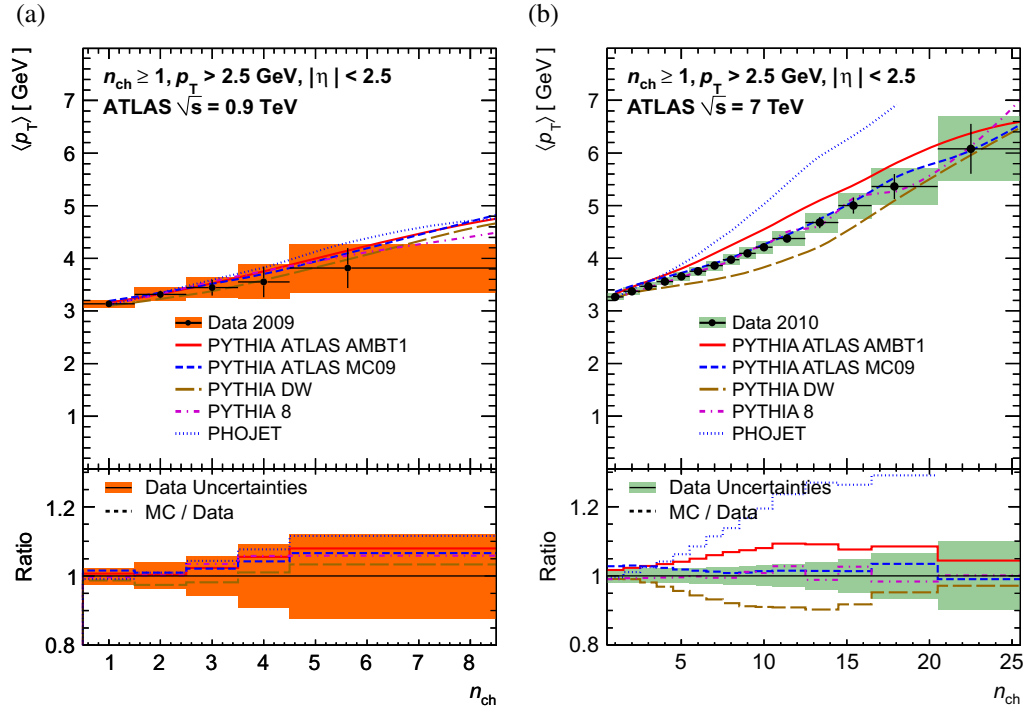 (a)
(b)
⟨p_T⟩ [ GeV]
7
6
5
4
3
2
1
n_ch ≥ 1, p_T > 2.5 GeV, |η| < 2.5
ATLAS √s = 0.9 TeV
Data 2009
PYTHIA ATLAS AMBT1
PYTHIA ATLAS MC09
PYTHIA DW
PYTHIA 8
PHOJET
Ratio
1.2
1
0.8
Data Uncertainties
MC / Data
1 2 3 4 5 6 7 8
n_ch
⟨p_T⟩ [ GeV]
7
6
5
4
3
2
1
n_ch ≥ 1, p_T > 2.5 GeV, |η| < 2.5
ATLAS √s = 7 TeV
Data 2010
PYTHIA ATLAS AMBT1
PYTHIA ATLAS MC09
PYTHIA DW
PYTHIA 8
PHOJET
Ratio
1.2
1
0.8
Data Uncertainties
MC / Data
5 10 15 20 25
n_ch